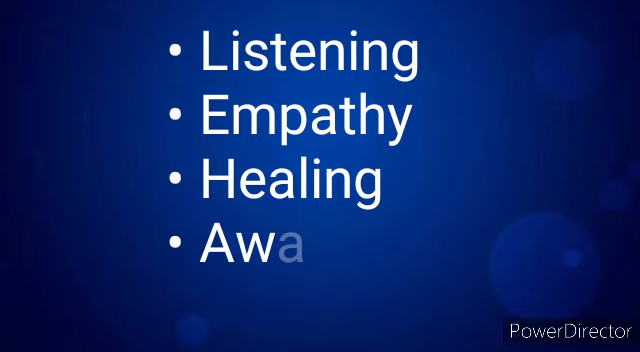 • Listening
• Empathy
• Healing
• Awa
PowerDirector